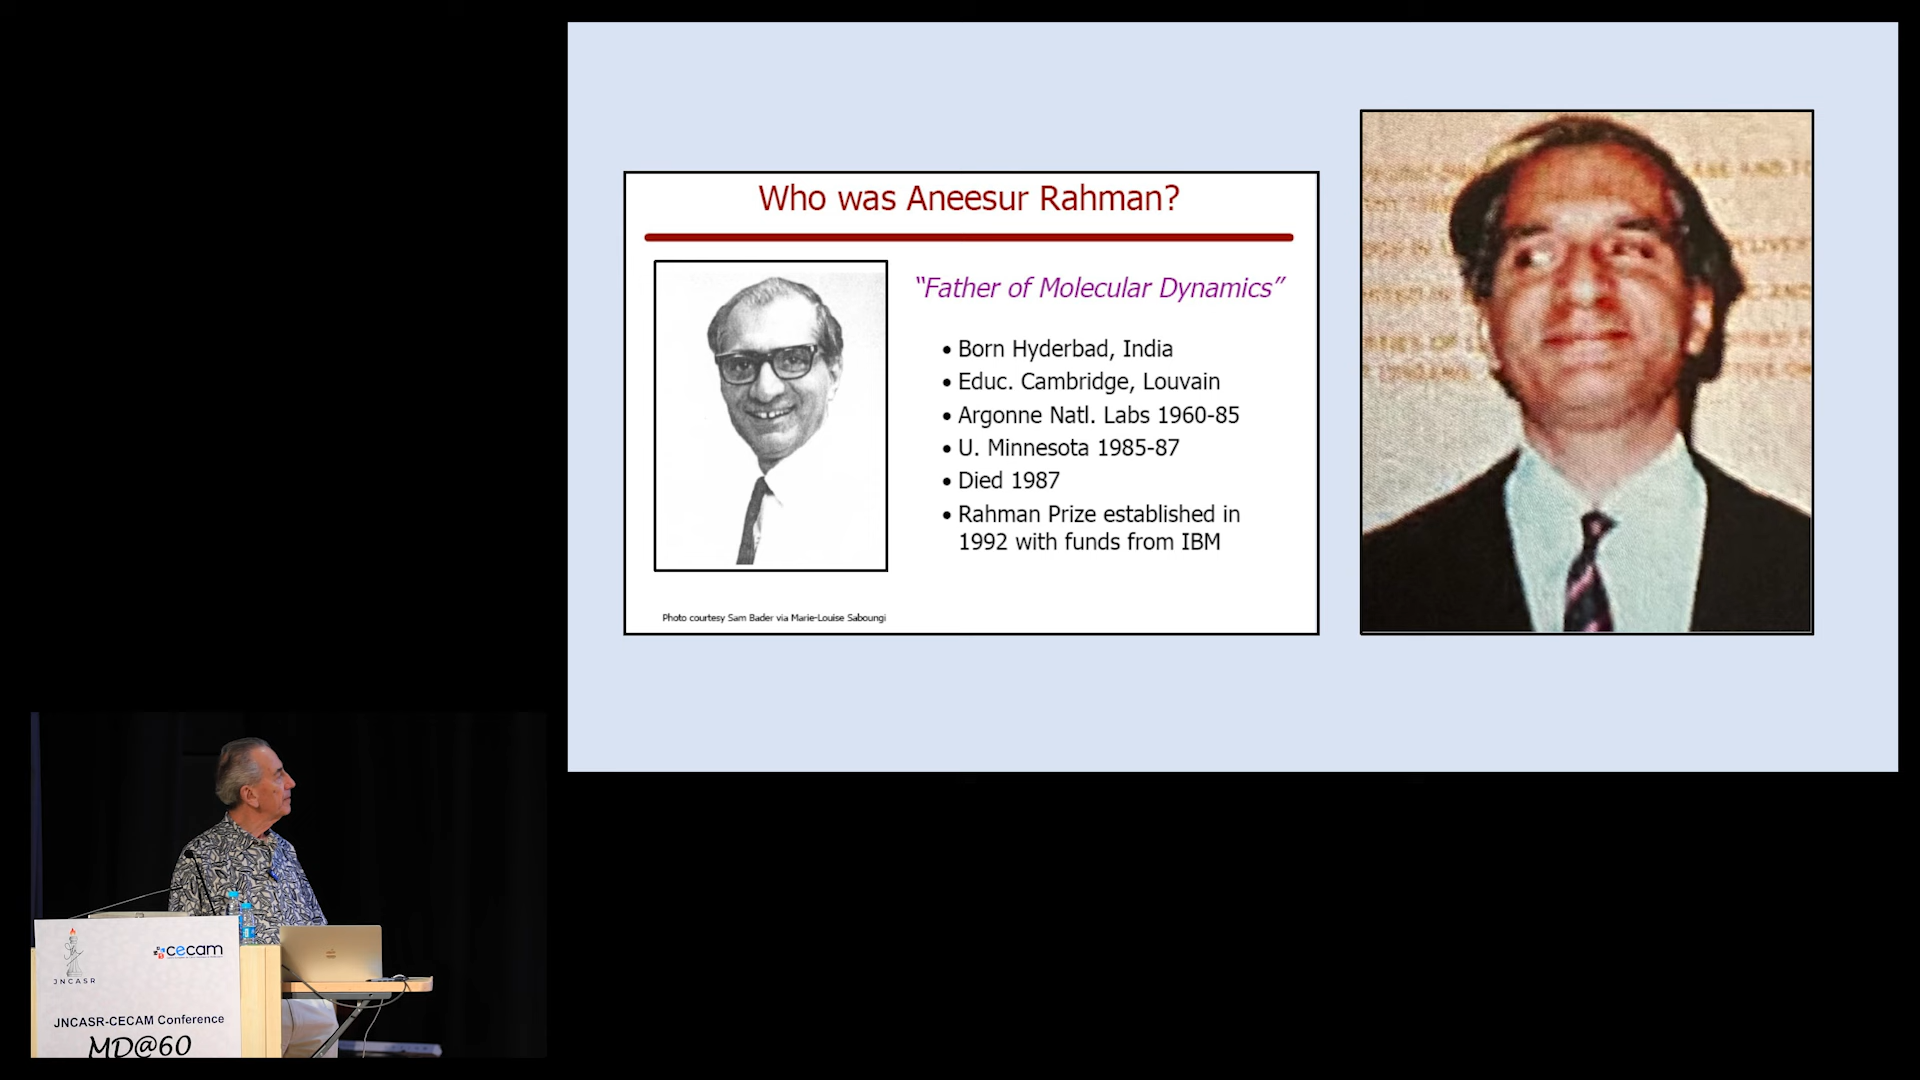 Who was Aneesur Rahman?
“Father of Molecular Dynamics”
• Born Hyderbad, India
• Educ. Cambridge, Louvain
• Argonne Natl. Labs 1960-85
• U. Minnesota 1985-87
• Died 1987
• Rahman Prize established in
1992 with funds from IBM
Photo courtesy Sam Bader via Marie-Louise Saboungi
JNCASR
cecam
JNCASR-CECAM Conference
MD@60